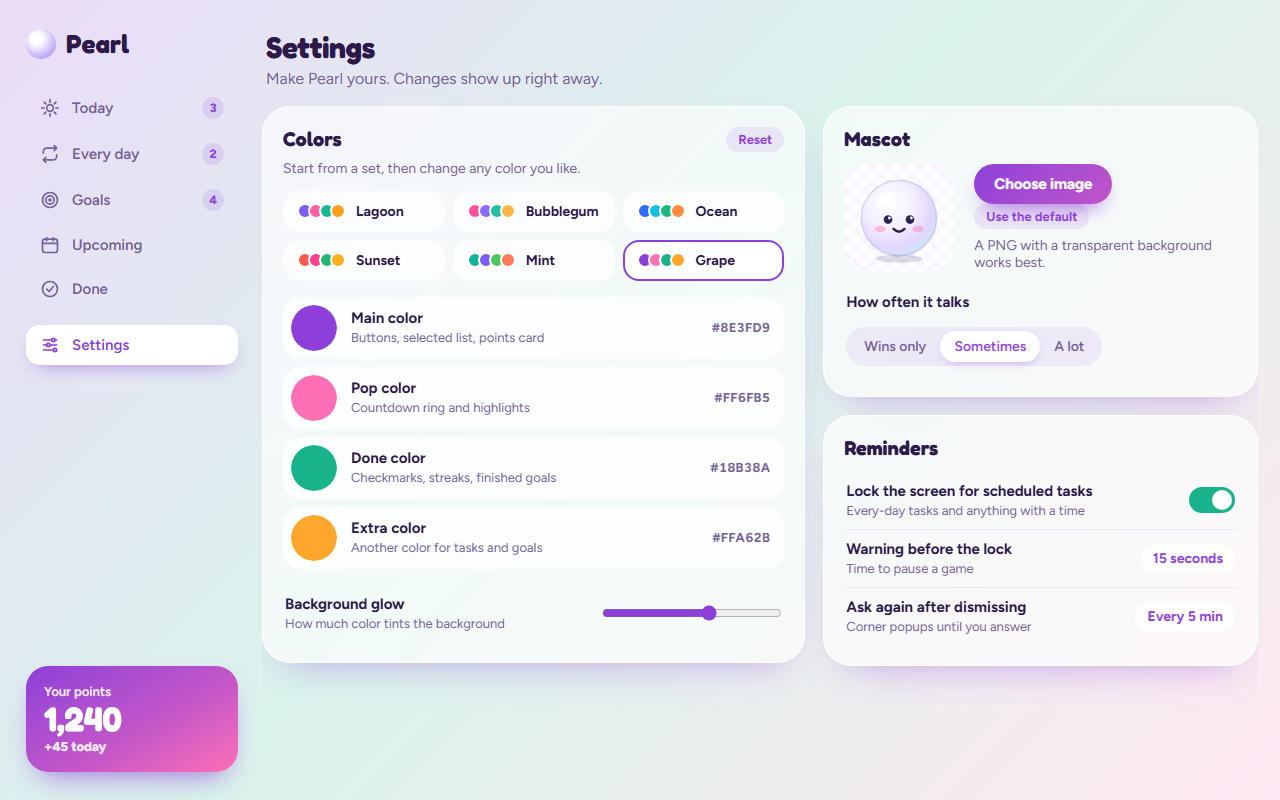 Pearl
Today 3
Every day 2
Goals 4
Upcoming
Done
Settings
Your points
1,240
+45 today
Settings
Make Pearl yours. Changes show up right away.
Colors Reset
Start from a set, then change any color you like.
Lagoon Bubblegum Ocean
Sunset Mint Grape
Main color
Buttons, selected list, points card
#8E3FD9
Pop color
Countdown ring and highlights
#FF6FB5
Done color
Checkmarks, streaks, finished goals
#18B38A
Extra color
Another color for tasks and goals
#FFA62B
Background glow
How much color tints the background
Mascot
Choose image
Use the default
A PNG with a transparent background
works best.
How often it talks
Wins only Sometimes A lot
Reminders
Lock the screen for scheduled tasks
Every-day tasks and anything with a time
Warning before the lock
Time to pause a game
15 seconds
Ask again after dismissing
Corner popups until you answer
Every 5 min